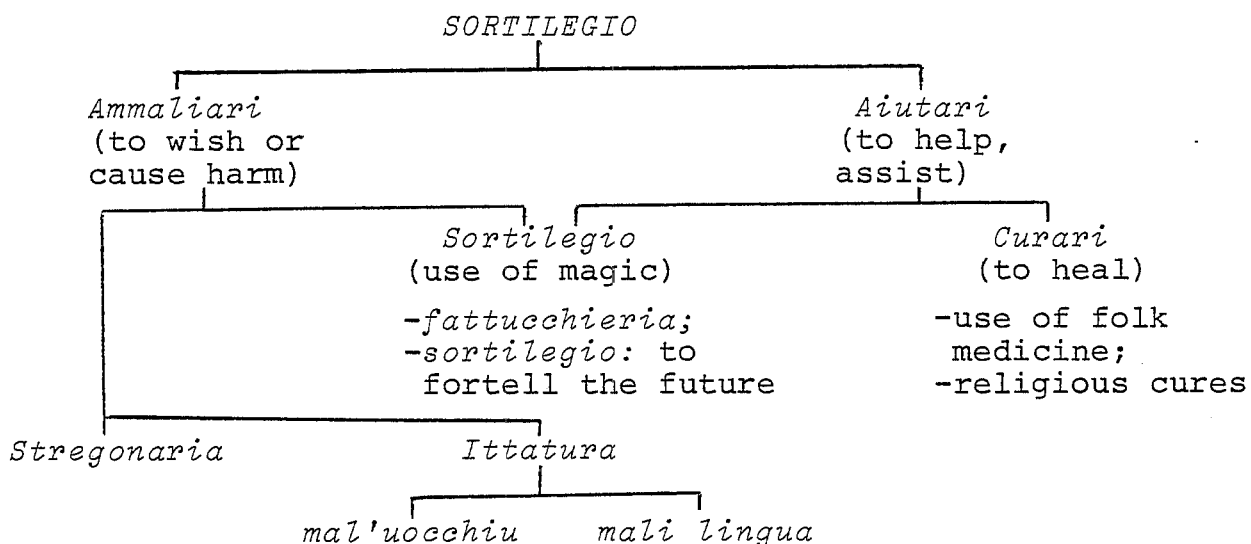 SORTILEGIO
Ammaliari
(to wish or
cause harm)
Aiutari
(to help,
assist)
Sortilegio
(use of magic)
-fattucchieria;
-sortilegio: to
fortell the future
Curari
(to heal)
-use of folk
medicine;
-religious cures
Stregonaria
Ittatura
mal'uocchiu
mali lingua